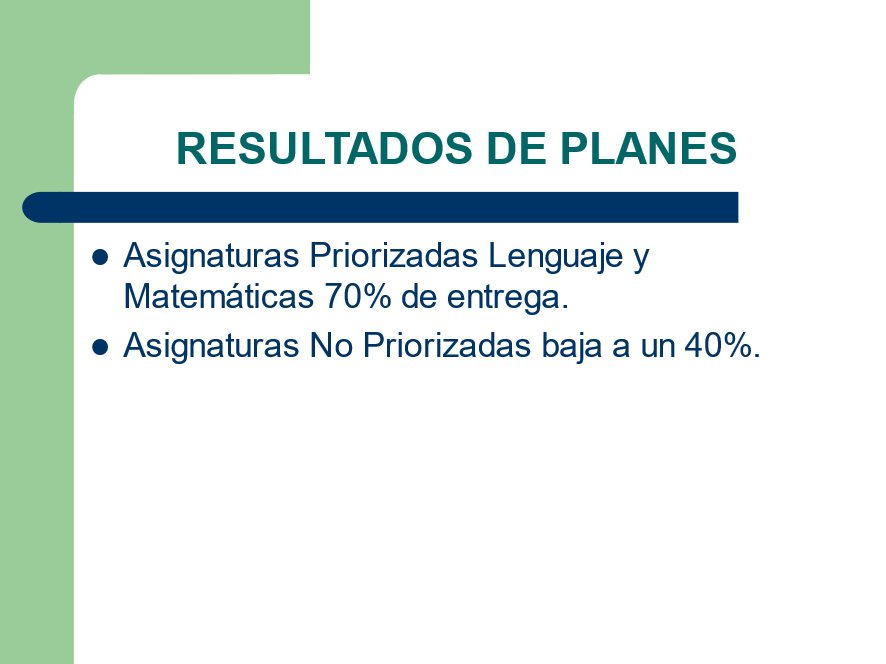 RESULTADOS DE PLANES
Asignaturas Priorizadas Lenguaje y
Matemáticas 70% de entrega.
Asignaturas No Priorizadas baja a un 40%.